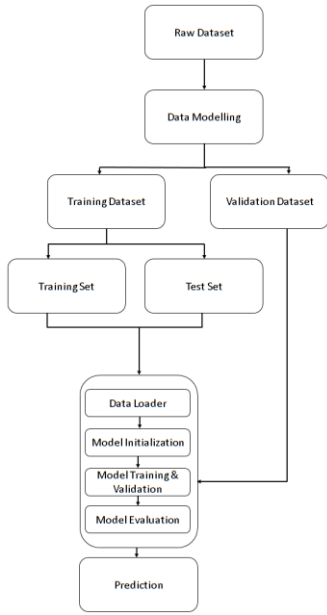 Raw Dataset
Data Modelling
Training Dataset
Validation Dataset
Training Set
Test Set
Data Loader
Model Initialization
Model Training &
Validation
Model Evaluation
Prediction